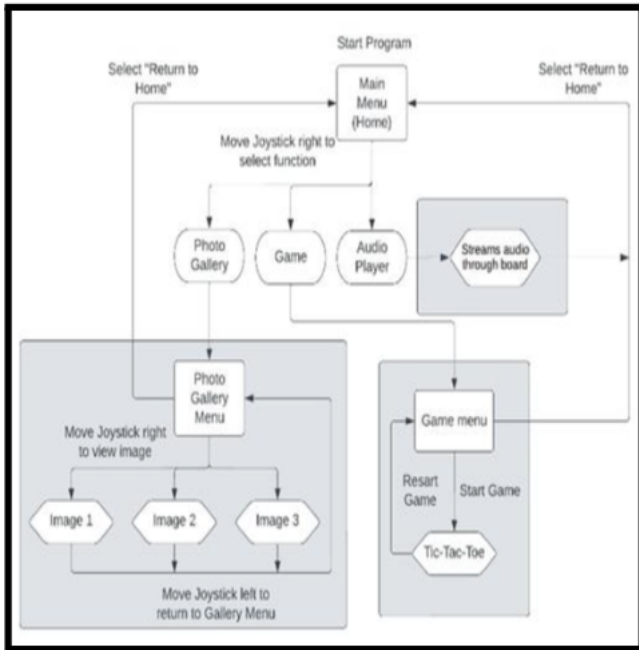 Start Program
Select "Return to
Home"
Select "Return to
Home"
Main
Menu
(Home)
Move Joystick right to
select function
Photo
Gallery
Game
Audio
Player
Streams audio
through board
Photo
Gallery
Menu
Game menu
Move Joystick right
to view image
Resart
Game
Start Game
Image 1
Image 2
Image 3
Tic-Tac-Toe
Move Joystick left to
return to Gallery Menu